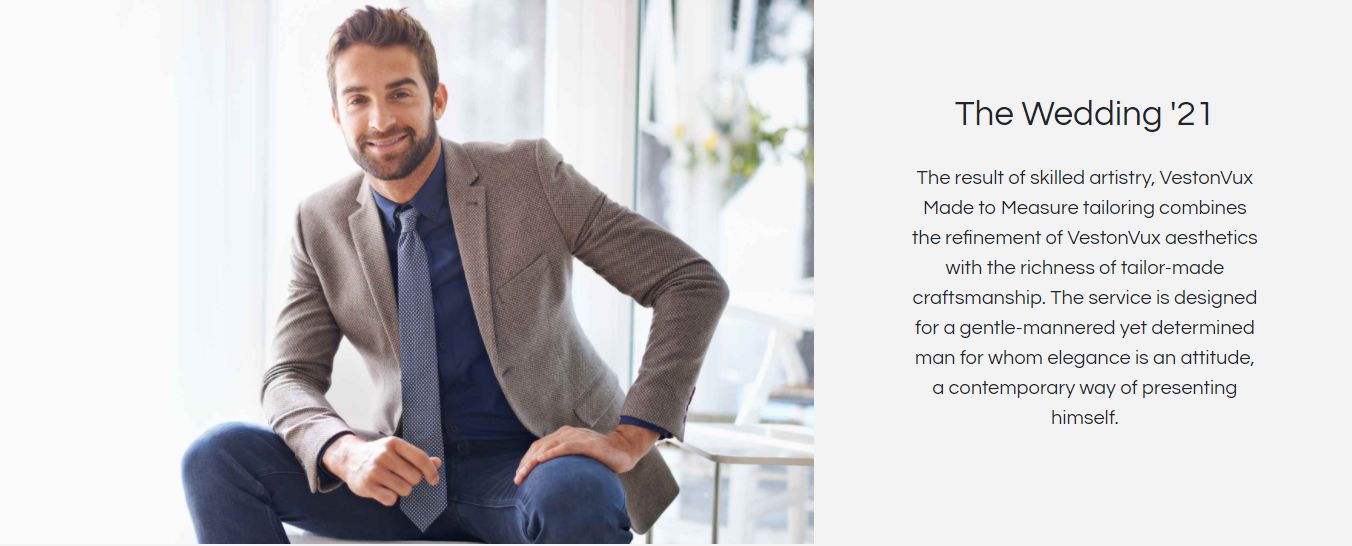 The Wedding '21
The result of skilled artistry, VestonVux
Made to Measure tailoring combines
the refinement of VestonVux aesthetics
with the richness of tailor-made
craftsmanship. The service is designed
for a gentle-mannered yet determined
man for whom elegance is an attitude,
a contemporary way of presenting
himself.